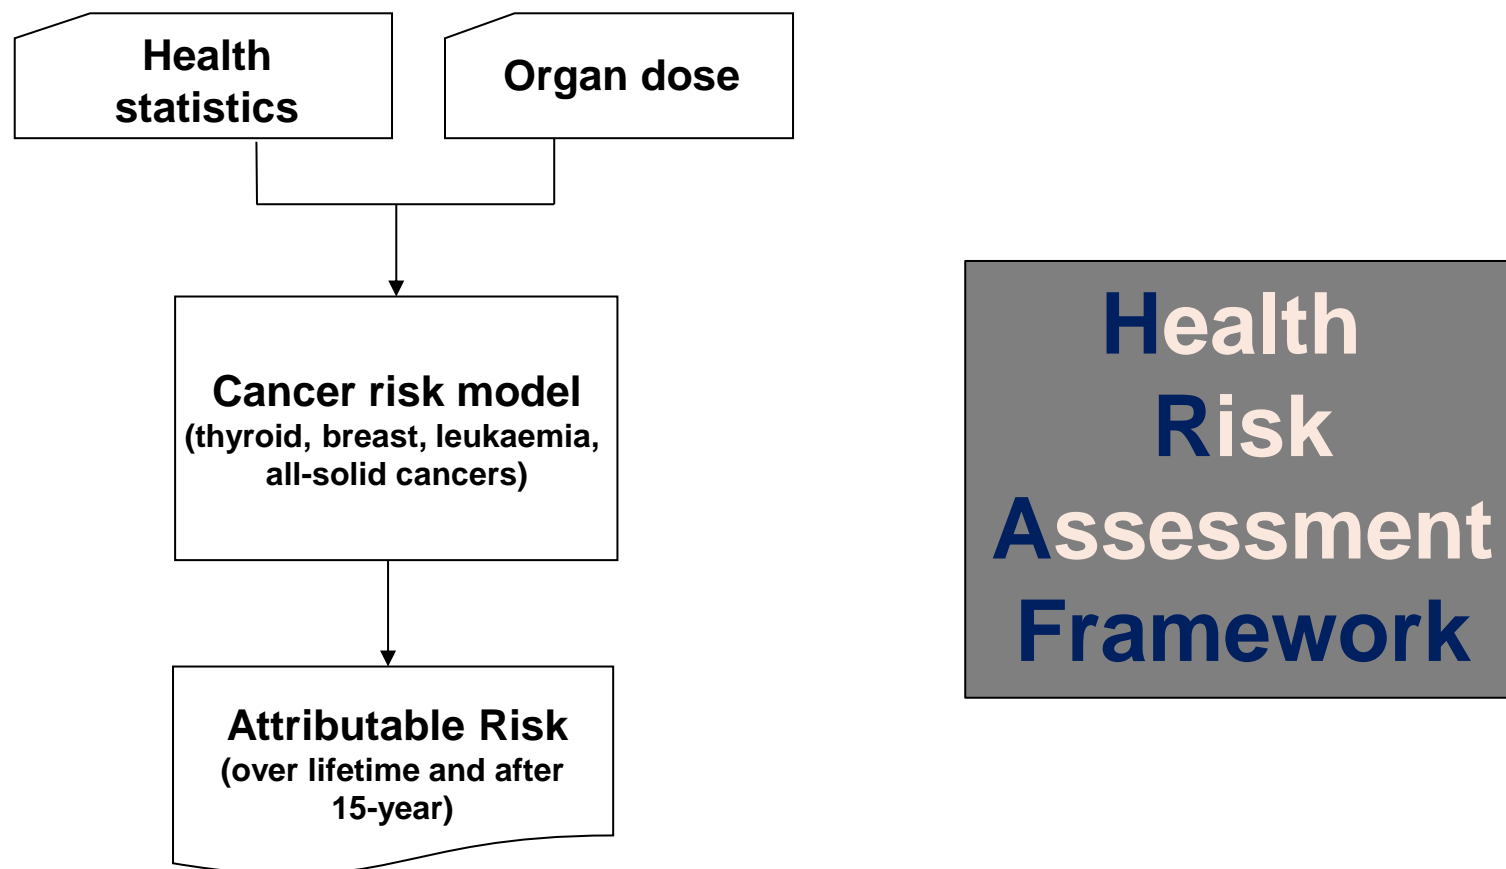 Health
statistics
Organ dose
Cancer risk model
(thyroid, breast, leukaemia,
all-solid cancers)
Attributable Risk
(over lifetime and after
15-year)
Health
Risk
Assessment
Framework